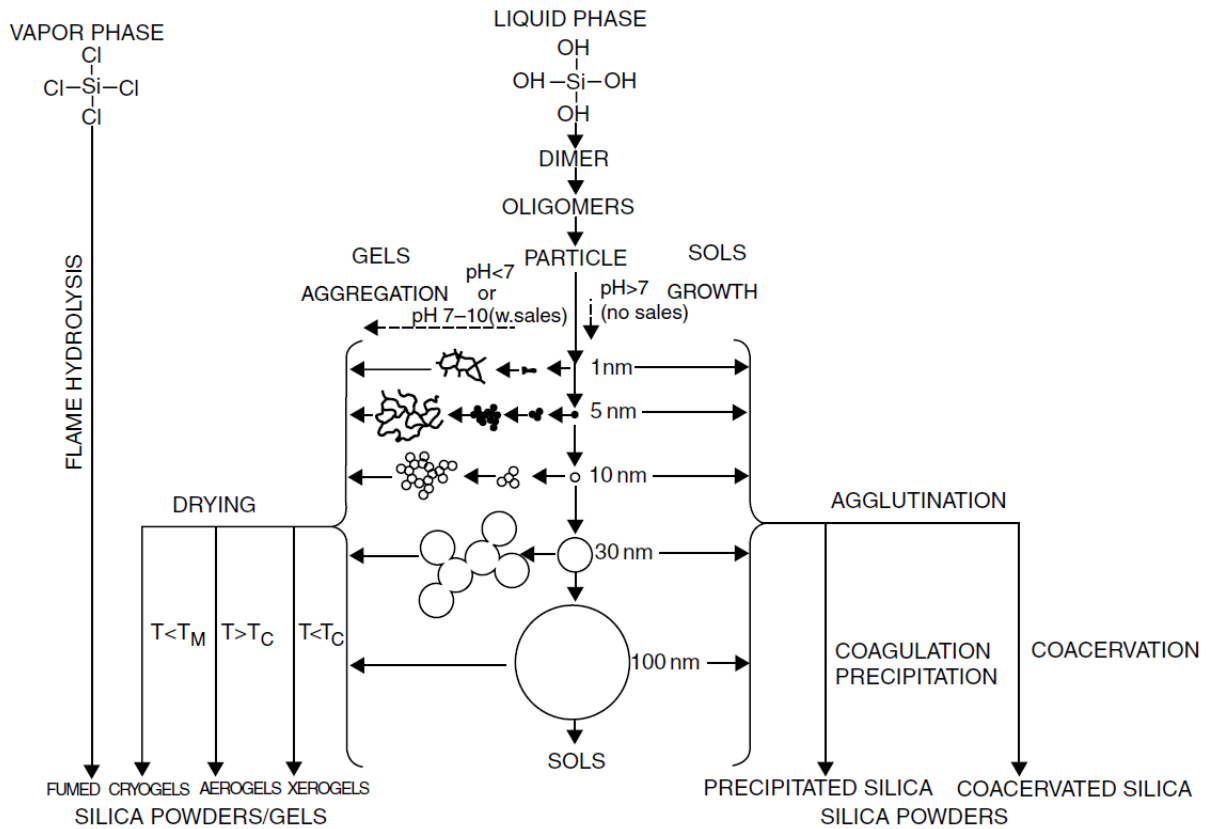 VAPOR PHASE
Cl
Cl—Si—Cl
Cl
LIQUID PHASE
OH
OH—Si—OH
OH
DIMER
OLIGOMERS
PARTICLE
GELS
SOLS
AGGREGATION
pH<7
or
pH 7–10(w.sales)
pH>7
(no sales)
GROWTH
1nm
5 nm
10 nm
30 nm
100 nm
SOLS
FLAME HYDROLYSIS
DRYING
T<TM
T>TC
T<TC
AGGLUTINATION
COAGULATION
PRECIPITATION
COACERVATION
FUMED CRYOGELS AEROGELS XEROGELS
SILICA POWDERS/GELS
PRECIPITATED SILICA COACERVATED SILICA
SILICA POWDERS